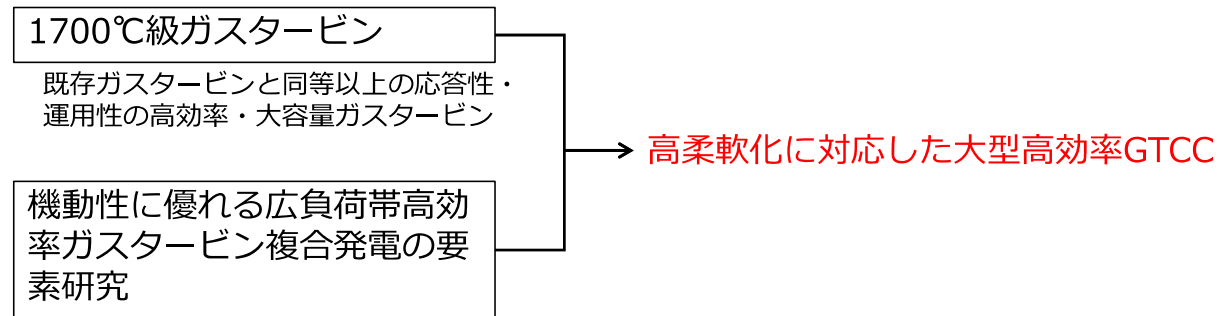 1700℃級ガスタービン
既存ガスタービンと同等以上の応答性・
運用性の高効率・大容量ガスタービン
高柔軟化に対応した大型高効率GTCC
機動性に優れる広負荷帯高効
率ガスタービン複合発電の要
素研究